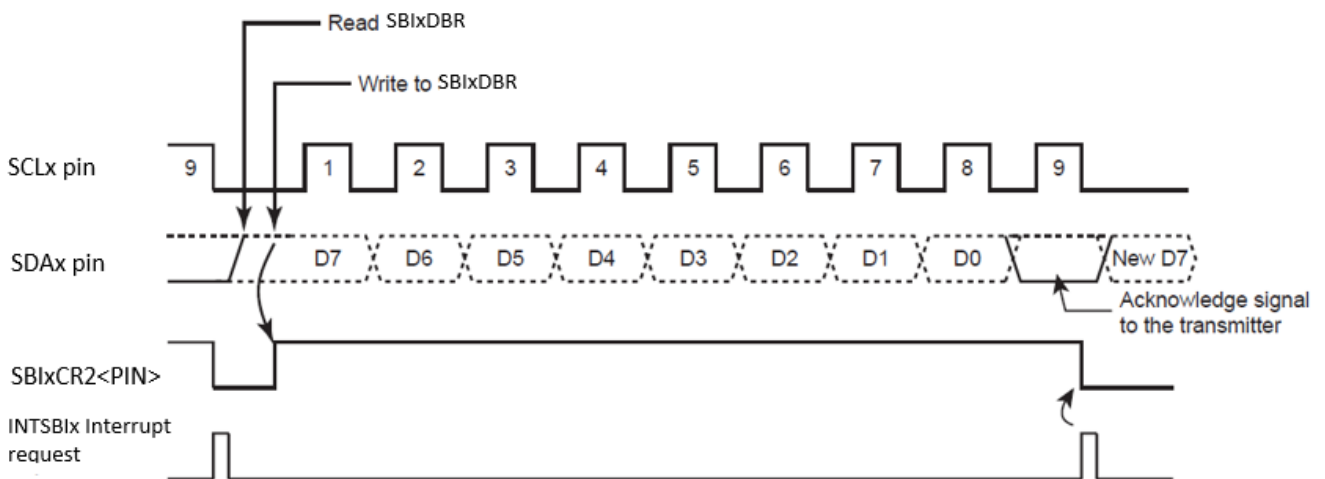 Read SBIxDBR
Write to SBIxDBR
SCLx pin
9 1 2 3 4 5 6 7 8 9
SDAx pin
D7 D6 D5 D4 D3 D2 D1 D0 New D7
Acknowledge signal
to the transmitter
SBIxCR2<PIN>
INTSBIx Interrupt
request